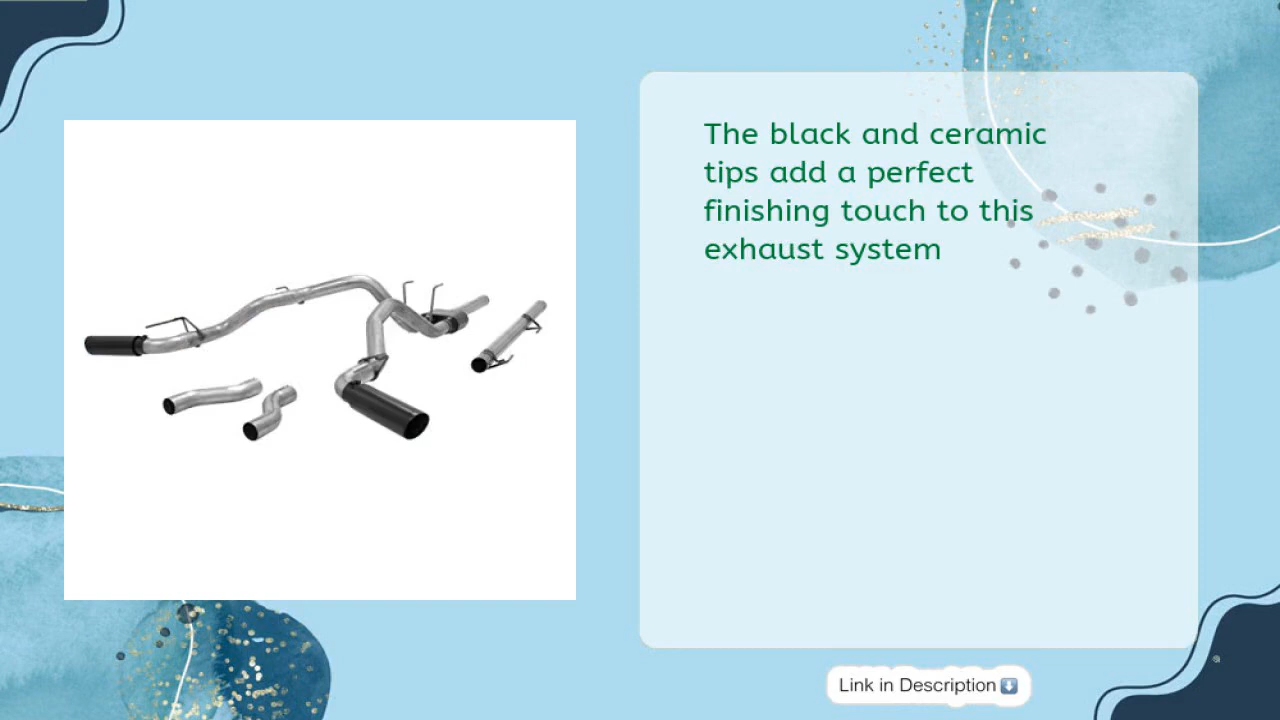 The black and ceramic
tips add a perfect
finishing touch to this
exhaust system
Link in Description ⬇️